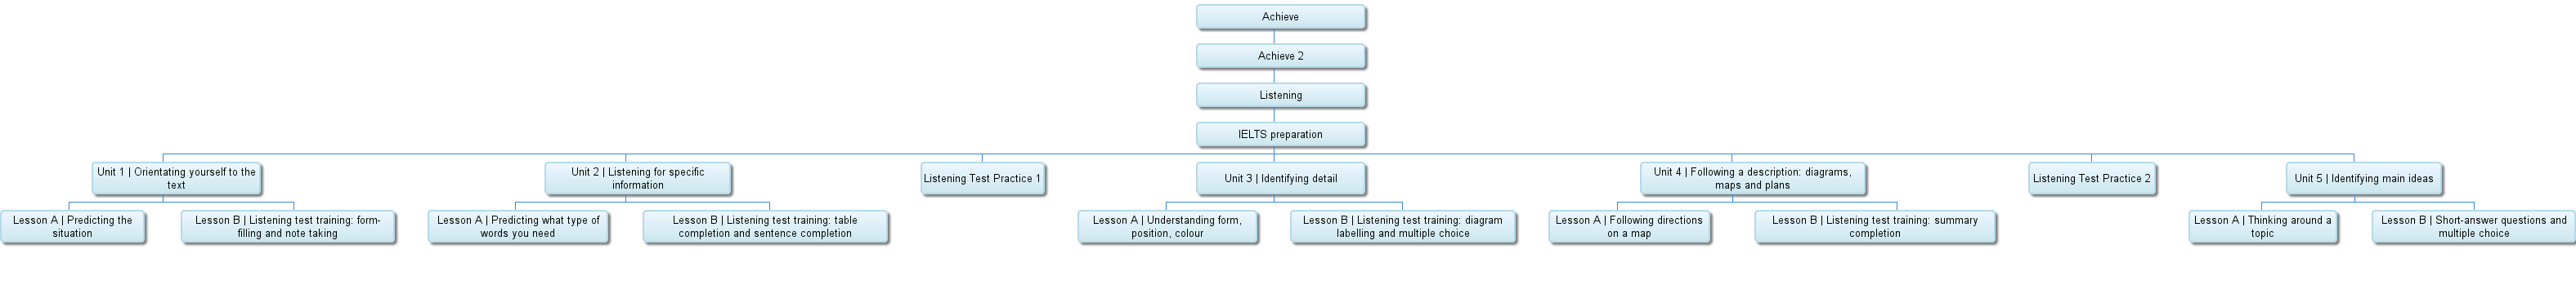 Achieve
Achieve 2
Listening
IELTS preparation
Unit 1 | Orientating yourself to the
text
Unit 2 | Listening for specific
information
Listening Test Practice 1
Unit 3 | Identifying detail
Unit 4 | Following a description: diagrams,
maps and plans
Listening Test Practice 2
Unit 5 | Identifying main ideas
Lesson A | Predicting the
situation
Lesson B | Listening test training: form-
filling and note taking
Lesson A | Predicting what type of
words you need
Lesson B | Listening test training: table
completion and sentence completion
Lesson A | Understanding form,
position, colour
Lesson B | Listening test training: diagram
labelling and multiple choice
Lesson A | Following directions
on a map
Lesson B | Listening test training: summary
completion
Lesson A | Thinking around a
topic
Lesson B | Short-answer questions and
multiple choice